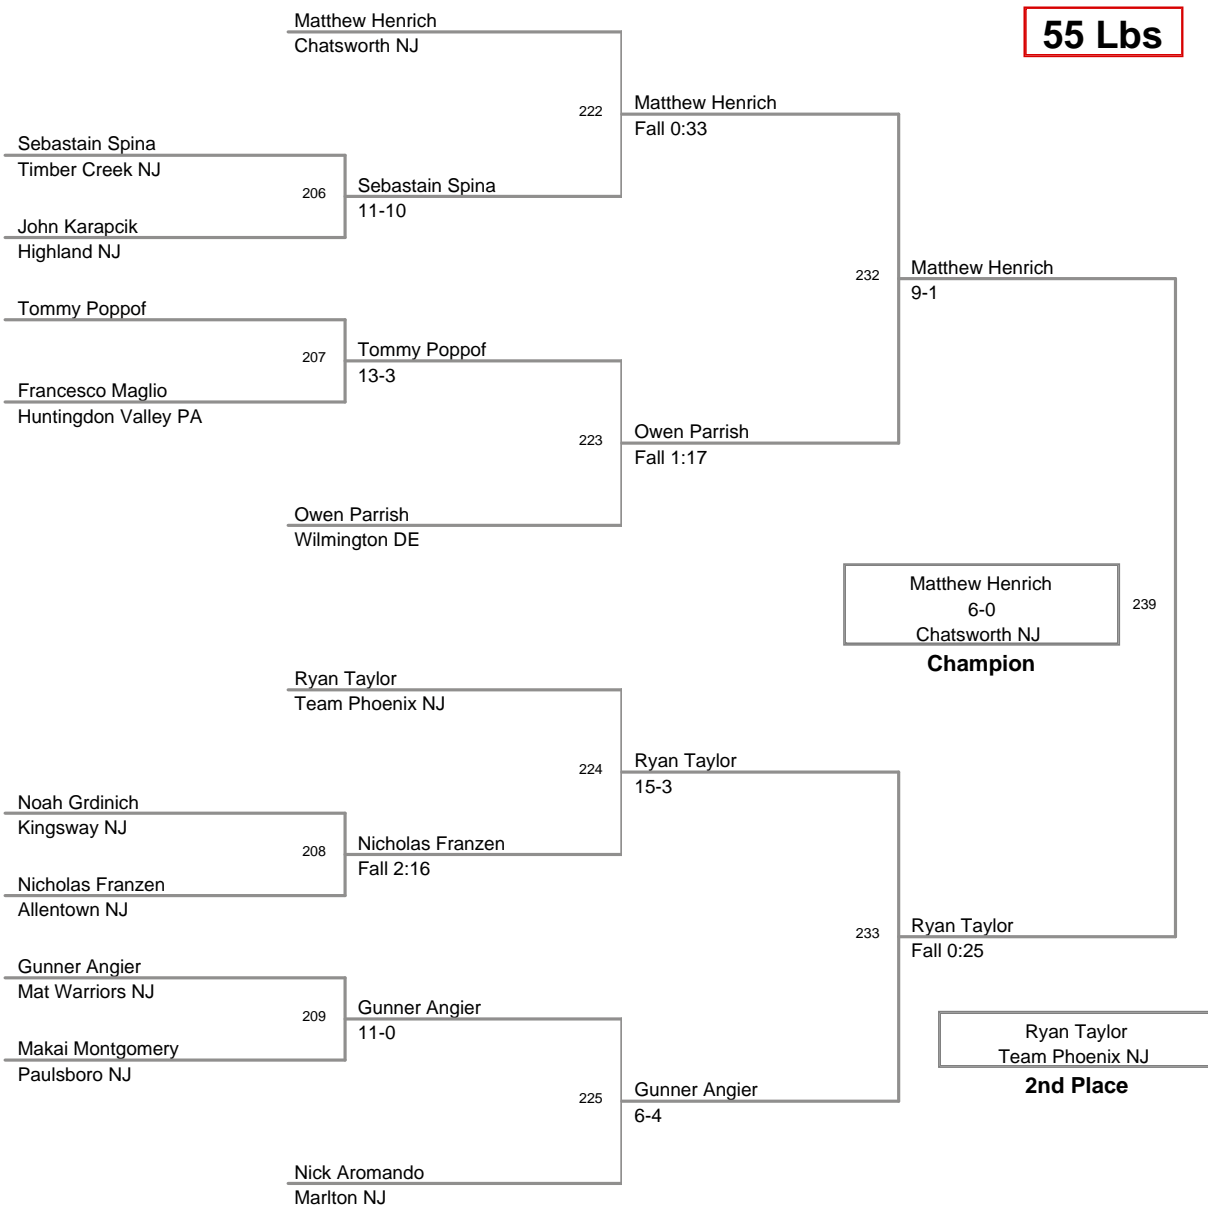 55 Lbs
Matthew Henrich
Chatsworth NJ
222
Matthew Henrich
Fall 0:33
Sebastain Spina
Timber Creek NJ
206
Sebastain Spina
11-10
John Karapcik
Highland NJ
232
Matthew Henrich
9-1
Tommy Poppof
207
Tommy Poppof
13-3
Francesco Maglio
Huntingdon Valley PA
223
Owen Parrish
Fall 1:17
Owen Parrish
Wilmington DE
Matthew Henrich
6-0
Chatsworth NJ
239
Champion
Ryan Taylor
Team Phoenix NJ
224
Ryan Taylor
15-3
Noah Grdinich
Kingsway NJ
208
Nicholas Franzen
Fall 2:16
Nicholas Franzen
Allentown NJ
233
Ryan Taylor
Fall 0:25
Gunner Angier
Mat Warriors NJ
209
Gunner Angier
11-0
Makai Montgomery
Paulsboro NJ
Ryan Taylor
Team Phoenix NJ
2nd Place
225
Gunner Angier
6-4
Nick Aromando
Marlton NJ